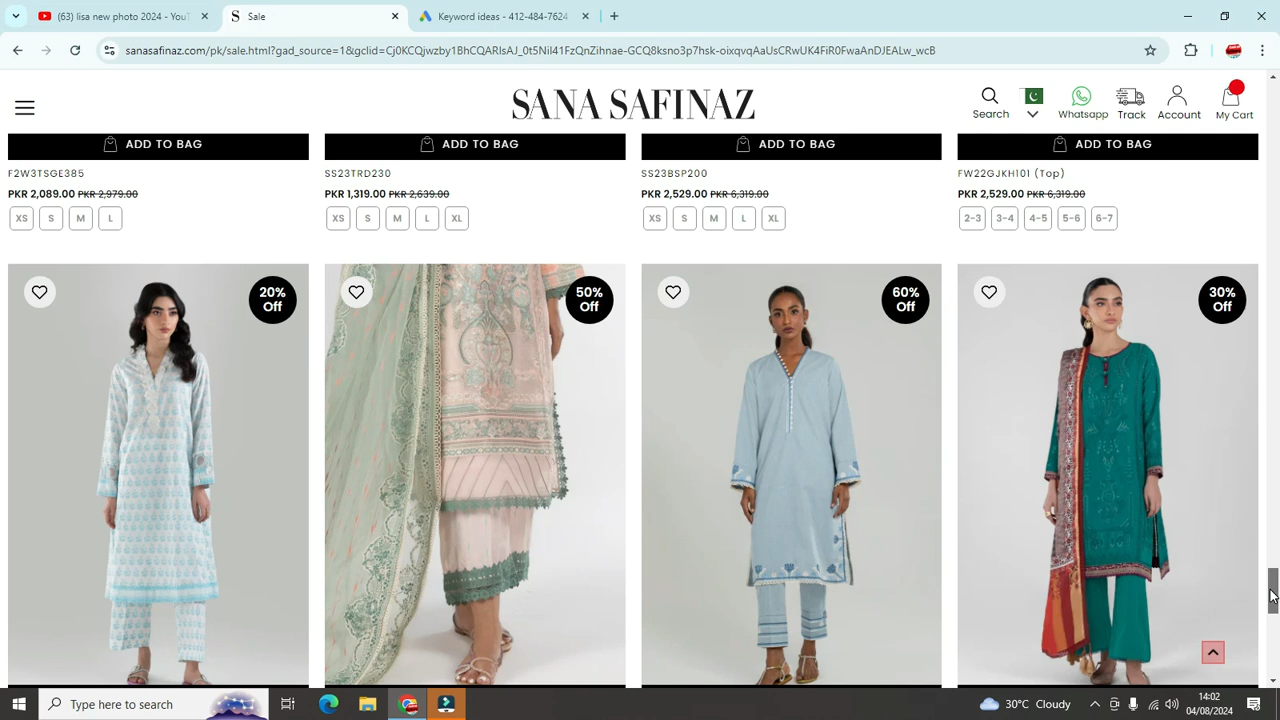 (63) lisa new photo 2024 - YouT
Sale
Keyword ideas - 412-484-7624
sanasafinaz.com/pk/sale.html?gad_source=1&gclid=Cj0KCQjwzby1BhCQARIsAJ_0t5Nil41FzQnZihnae-GCQ8ksno3p7hsk-oixqvqAaUsCRwUK4FiR0FwaAnDJEALw_wcB
SANA SAFINAZ
Search
Whatsapp
Track
Account
My Cart
ADD TO BAG
ADD TO BAG
ADD TO BAG
ADD TO BAG
F2W3TSGE385
SS23TRD230
SS23BSP200
FW22GJKH101 (Top)
PKR 2,089.00 PKR 2,979.00
PKR 1,319.00 PKR 2,639.00
PKR 2,529.00 PKR 6,319.00
PKR 2,529.00 PKR 6,319.00
XS S M L
XS S M L XL
XS S M L XL
2-3 3-4 4-5 5-6 6-7
20%
Off
50%
Off
60%
Off
30%
Off
Type here to search
30°C Cloudy
14:02
04/08/2024